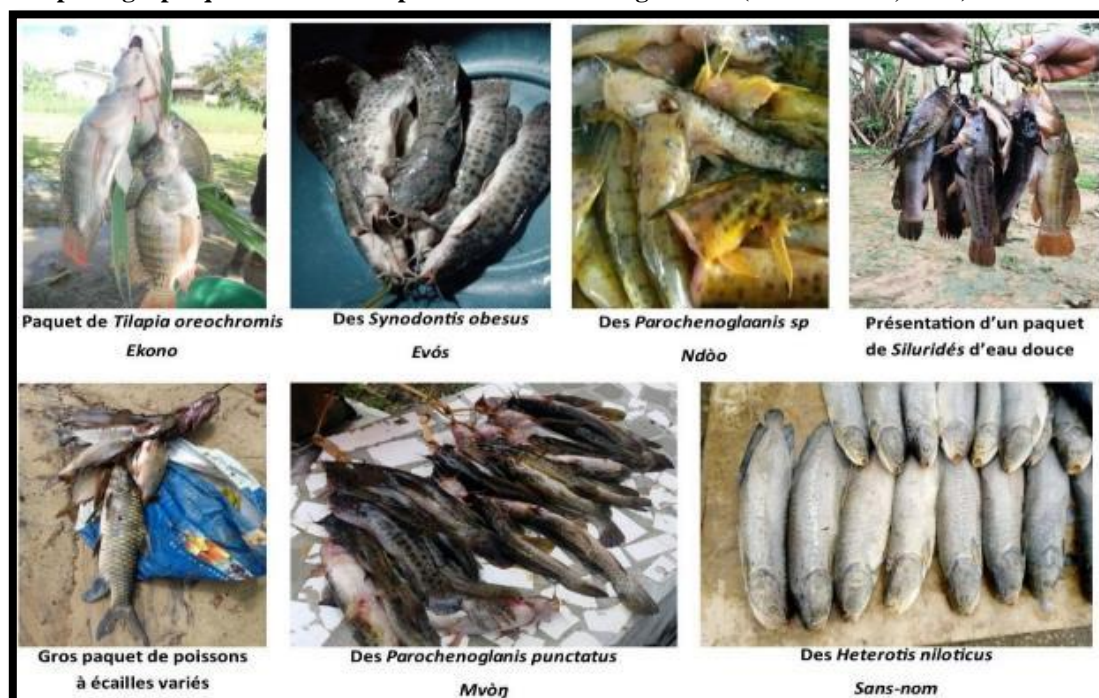 Paquet de Tilapia oreochromis
Ekono
Des Synodontis obesus
Evós
Des Parochenoglaanis sp
Ndòo
Présentation d'un paquet
de Siluridés d'eau douce
Gros paquet de poissons
à écailles variés
Des Parochenoglanis punctatus
Mvòŋ
Des Heterotis niloticus
Sans-nom